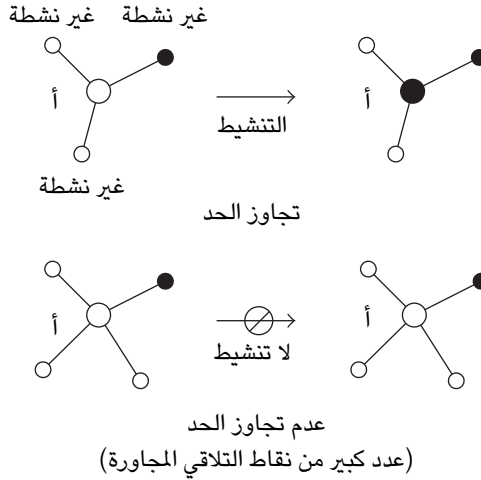 غير نشطة غير نشطة
أ أ
التنشيط
غير نشطة
تجاوز الحد
أ أ
لا تنشيط
عدم تجاوز الحد
(عدد كبير من نقاط التلاقي المجاورة)